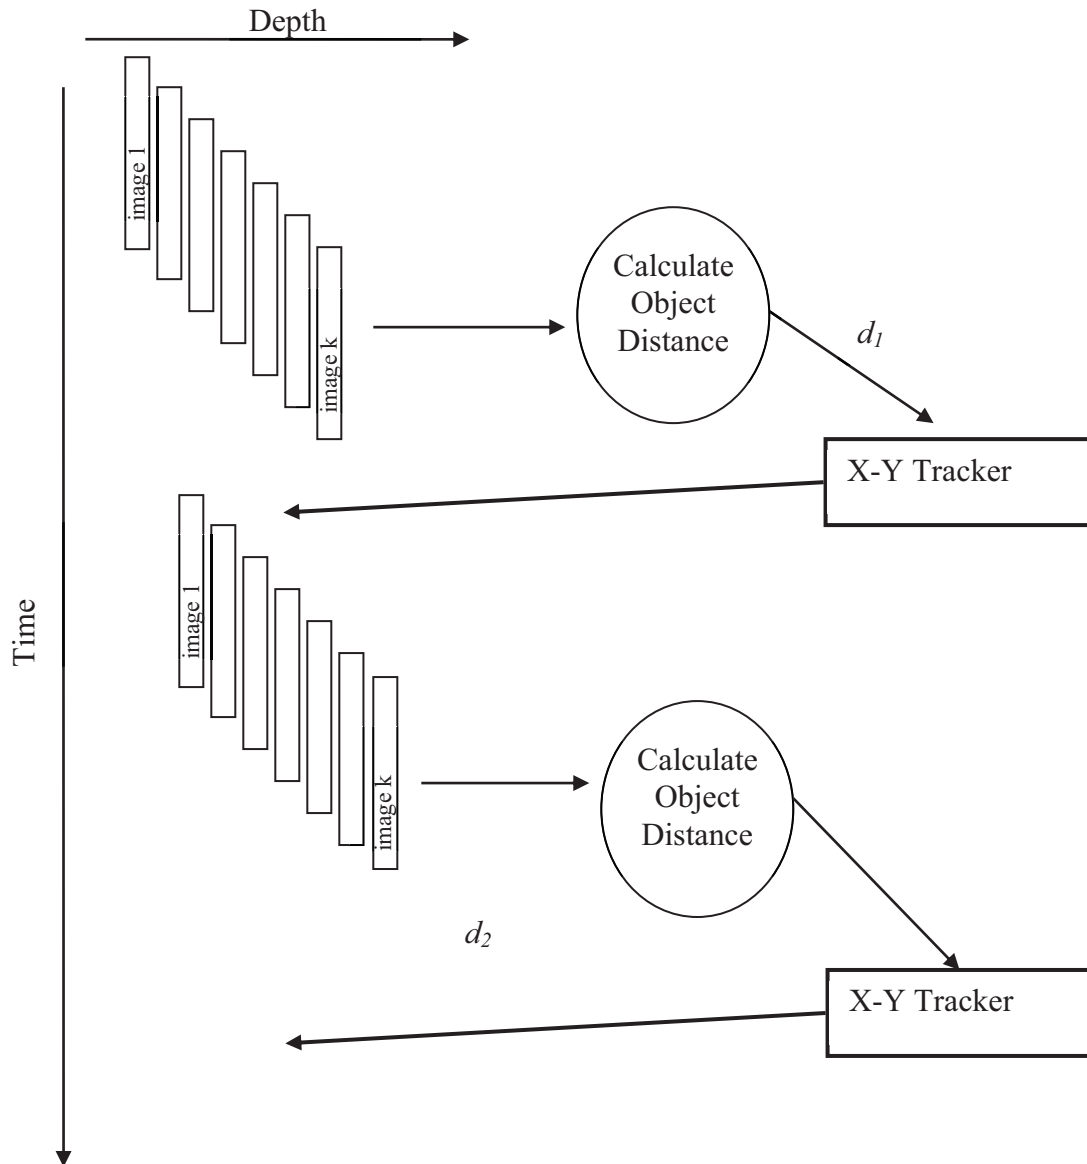 Depth
image 1
image k
Calculate
Object
Distance
d1
X-Y Tracker
Time
image 1
image k
Calculate
Object
Distance
d2
X-Y Tracker